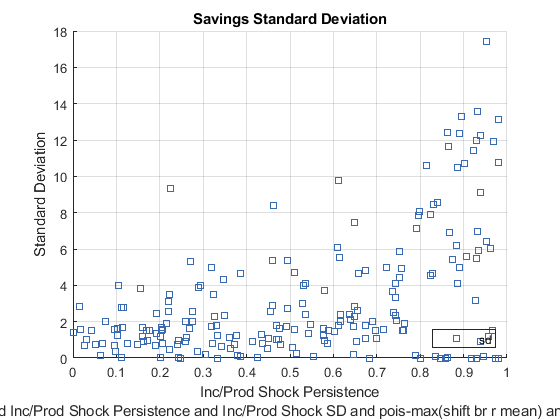 Savings Standard Deviation
18
16
14
12
10
8
6
4
2
0
Standard Deviation
0 0.1 0.2 0.3 0.4 0.5 0.6 0.7 0.8 0.9 1
sd
Inc/Prod Shock Persistence
d Inc/Prod Shock Persistence and Inc/Prod Shock SD and pois-max(shift br r mean) an